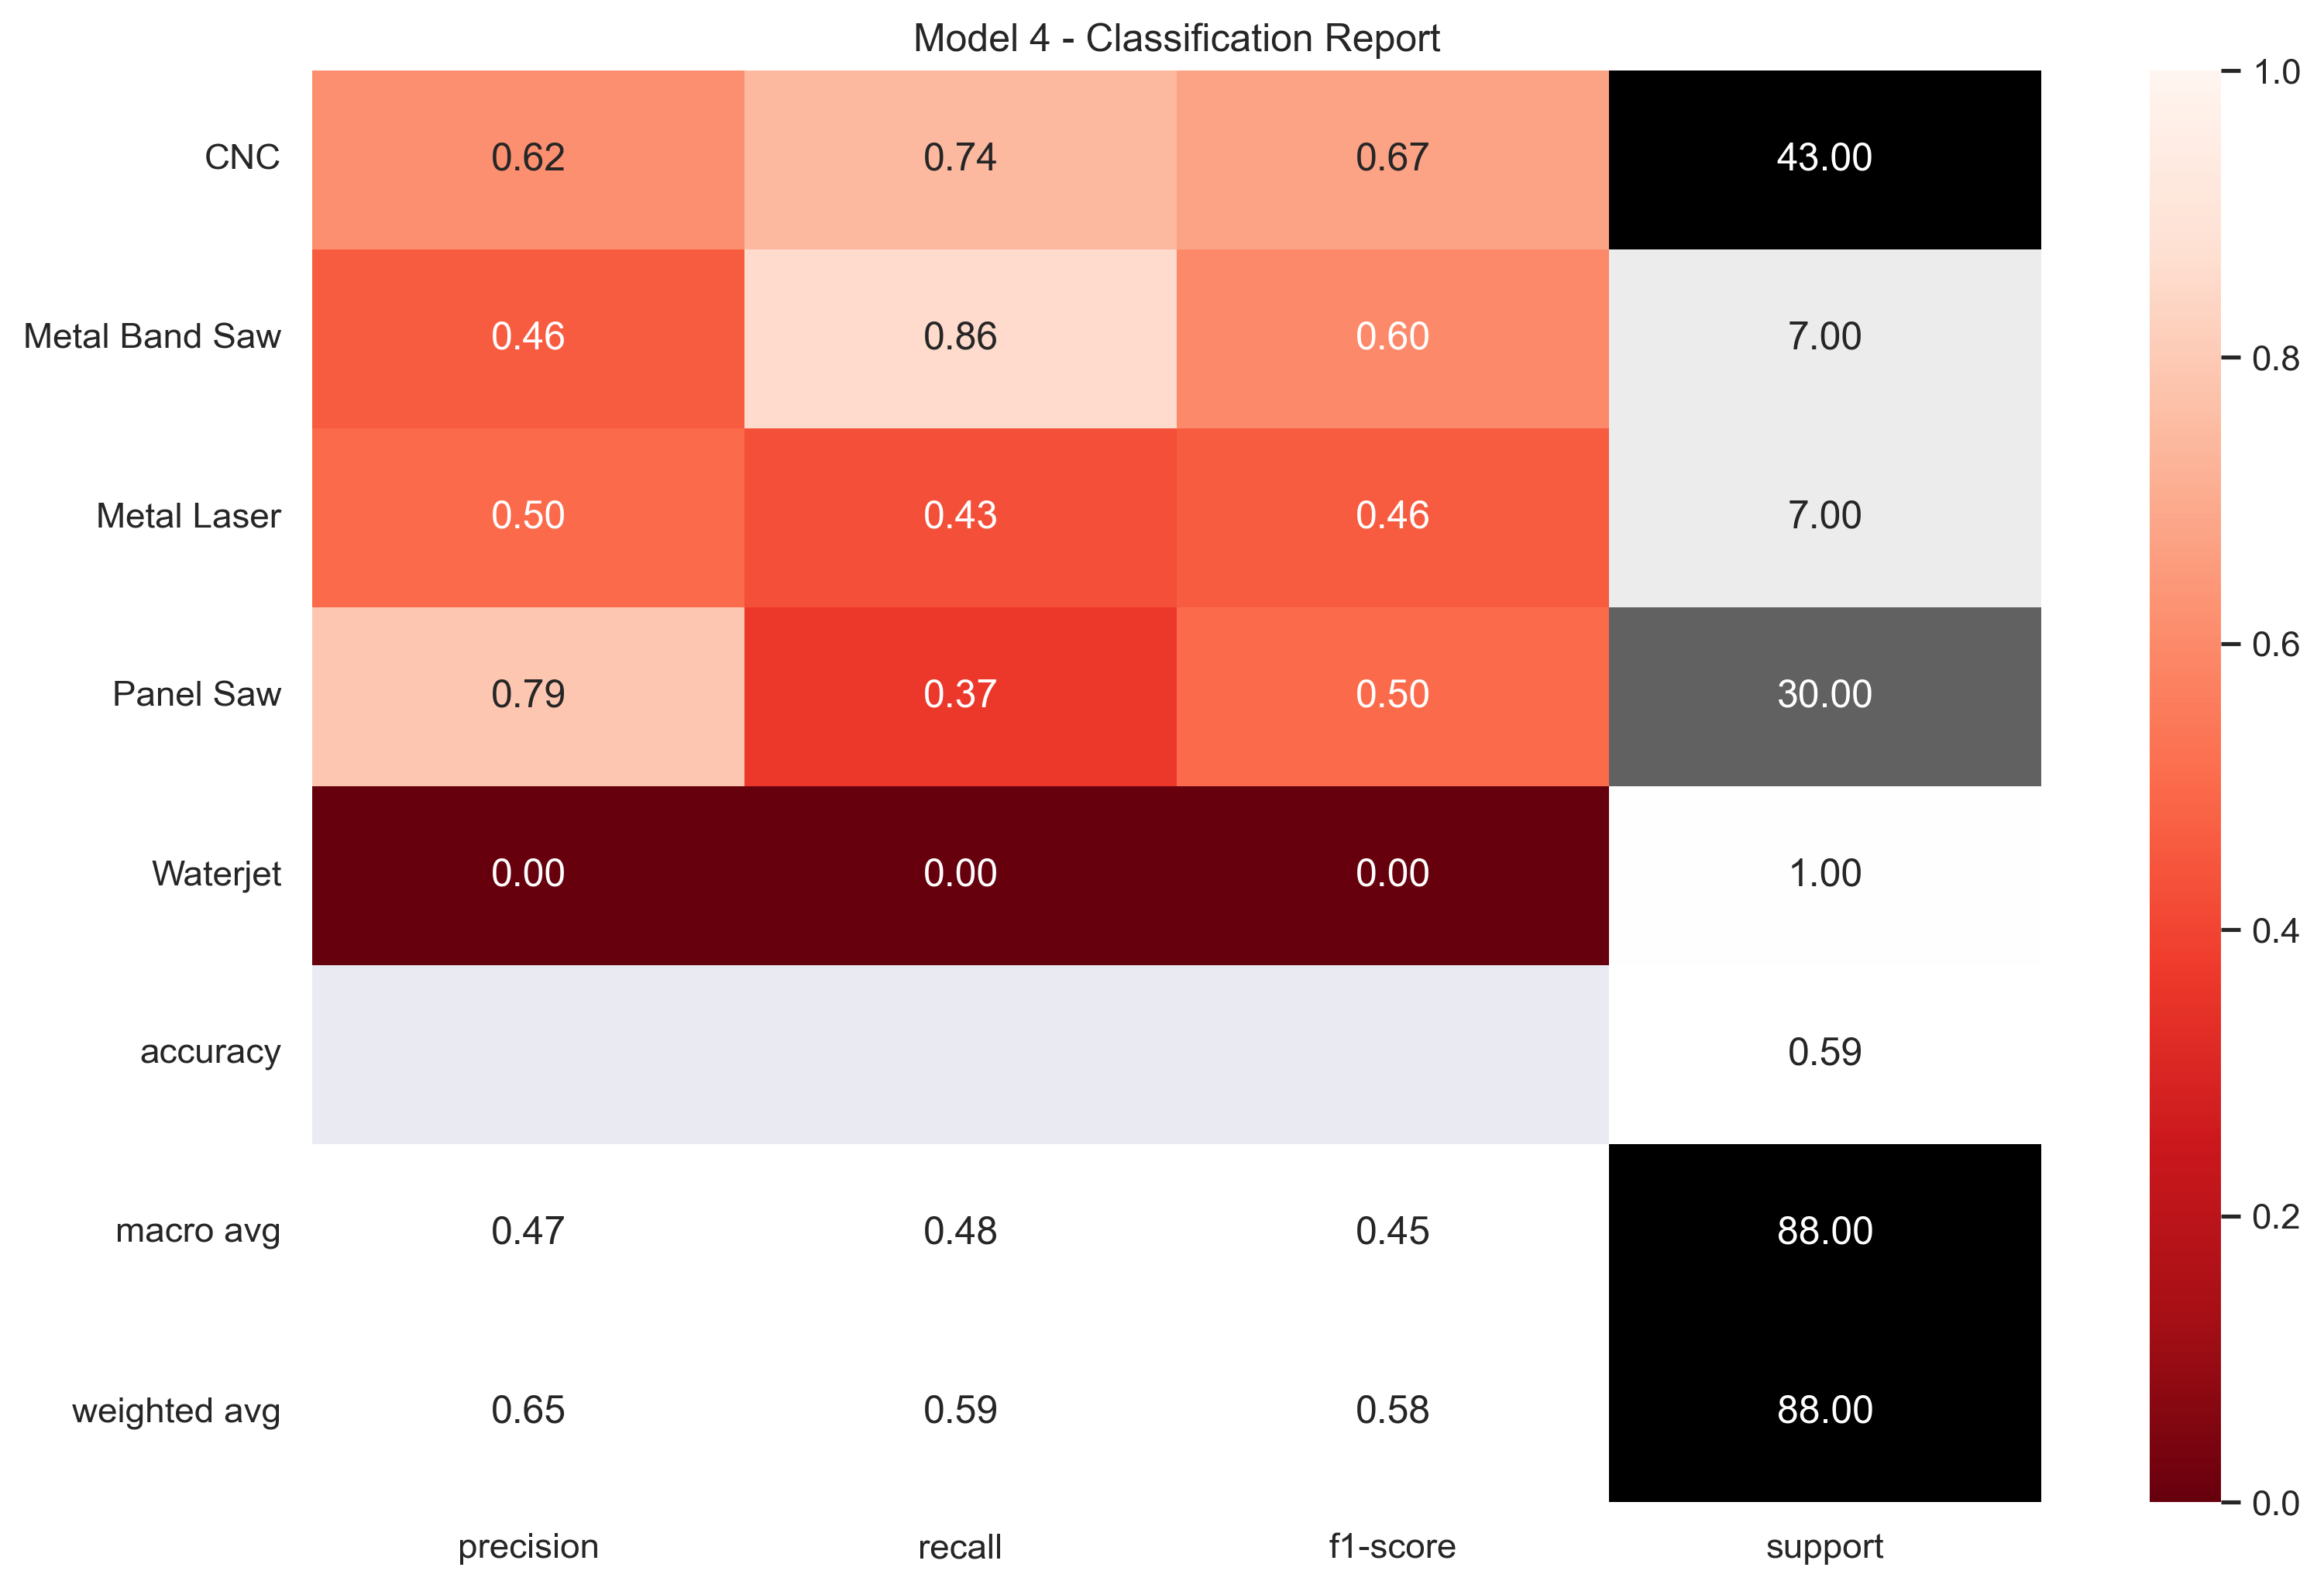 Model 4 - Classification Report
CNC 0.62 0.74 0.67 43.00
Metal Band Saw 0.46 0.86 0.60 7.00
Metal Laser 0.50 0.43 0.46 7.00
Panel Saw 0.79 0.37 0.50 30.00
Waterjet 0.00 0.00 0.00 1.00
accuracy 0.59
macro avg 0.47 0.48 0.45 88.00
weighted avg 0.65 0.59 0.58 88.00
precision recall f1-score support
1.0
0.8
0.6
0.4
0.2
0.0